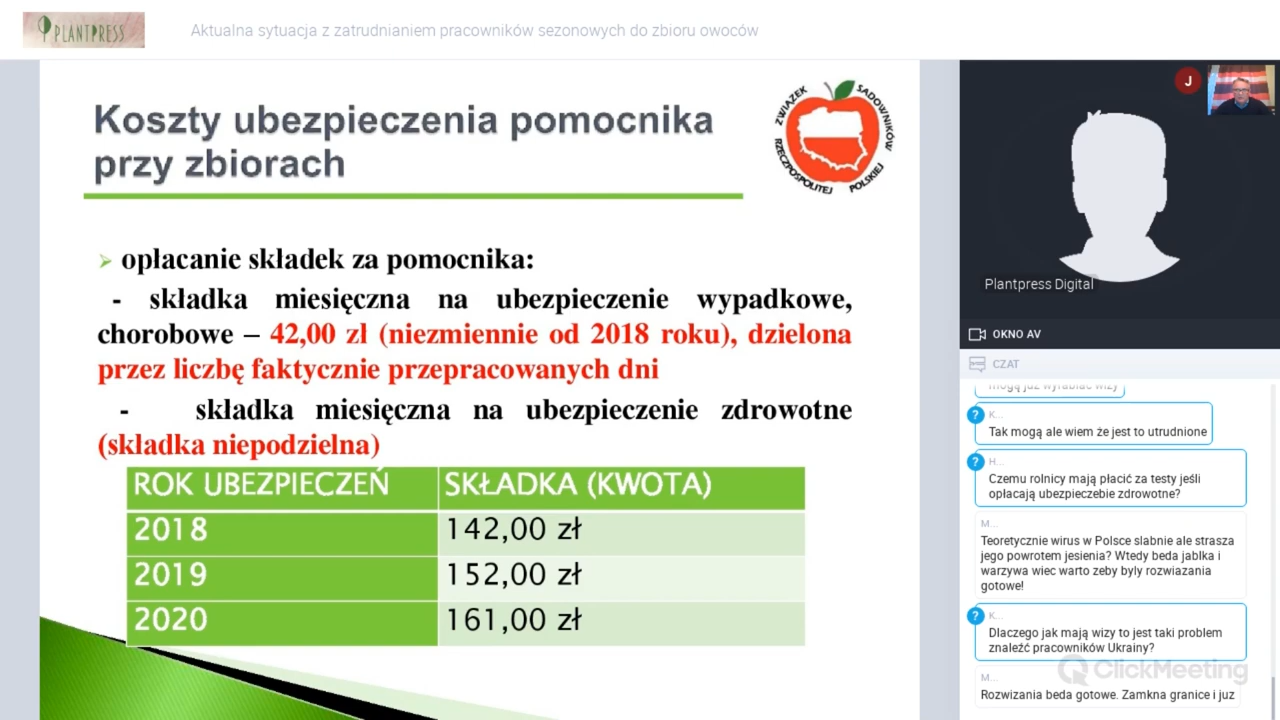 PLANTPRESS
Aktualna sytuacja z zatrudnianiem pracowników sezonowych do zbioru owoców
Koszty ubezpieczenia pomocnika
przy zbiorach
ZWIĄZEK SADOWNIKÓW
RZECZPOSPOLITEJ POLSKIEJ
opłacanie składek za pomocnika:
- składka miesięczna na ubezpieczenie wypadkowe,
chorobowe – 42,00 zł (niezmiennie od 2018 roku), dzielona
przez liczbę faktycznie przepracowanych dni
- składka miesięczna na ubezpieczenie zdrowotne
(składka niepodzielna)
ROK UBEZPIECZEŃ SKŁADKA (KWOTA)
2018 142,00 zł
2019 152,00 zł
2020 161,00 zł
J
Plantpress Digital
OKNO AV
CZAT
mogą już wyrabiać wizy
? K...
Tak mogą ale wiem że jest to utrudnione
? H...
Czemu rolnicy mają płacić za testy jeśli
opłacają ubezpieczebie zdrowotne?
M...
Teoretycznie wirus w Polsce slabnie ale strasza
jego powrotem jesienia? Wtedy beda jablka i
warzywa wiec warto zeby byly rozwiazania
gotowe!
? K...
Dlaczego jak mają wizy to jest taki problem
znaleźć pracowników Ukrainy?
ClickMeeting
M...
Rozwizania beda gotowe. Zamkna granice i juz